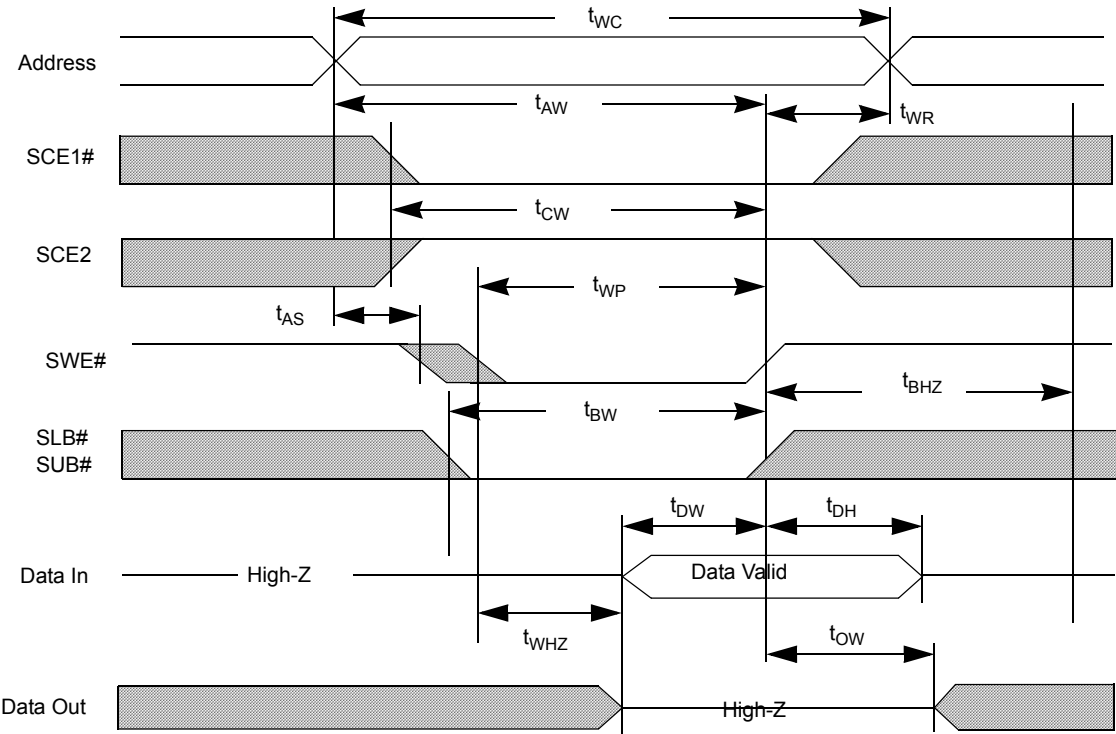 tWC
Address
tAW
tWR
SCE1#
tCW
SCE2
tWP
tAS
SWE#
tBHZ
tBW
SLB#
SUB#
tDW
tDH
Data In
High-Z
Data Valid
tWHZ
tOW
Data Out
High-Z